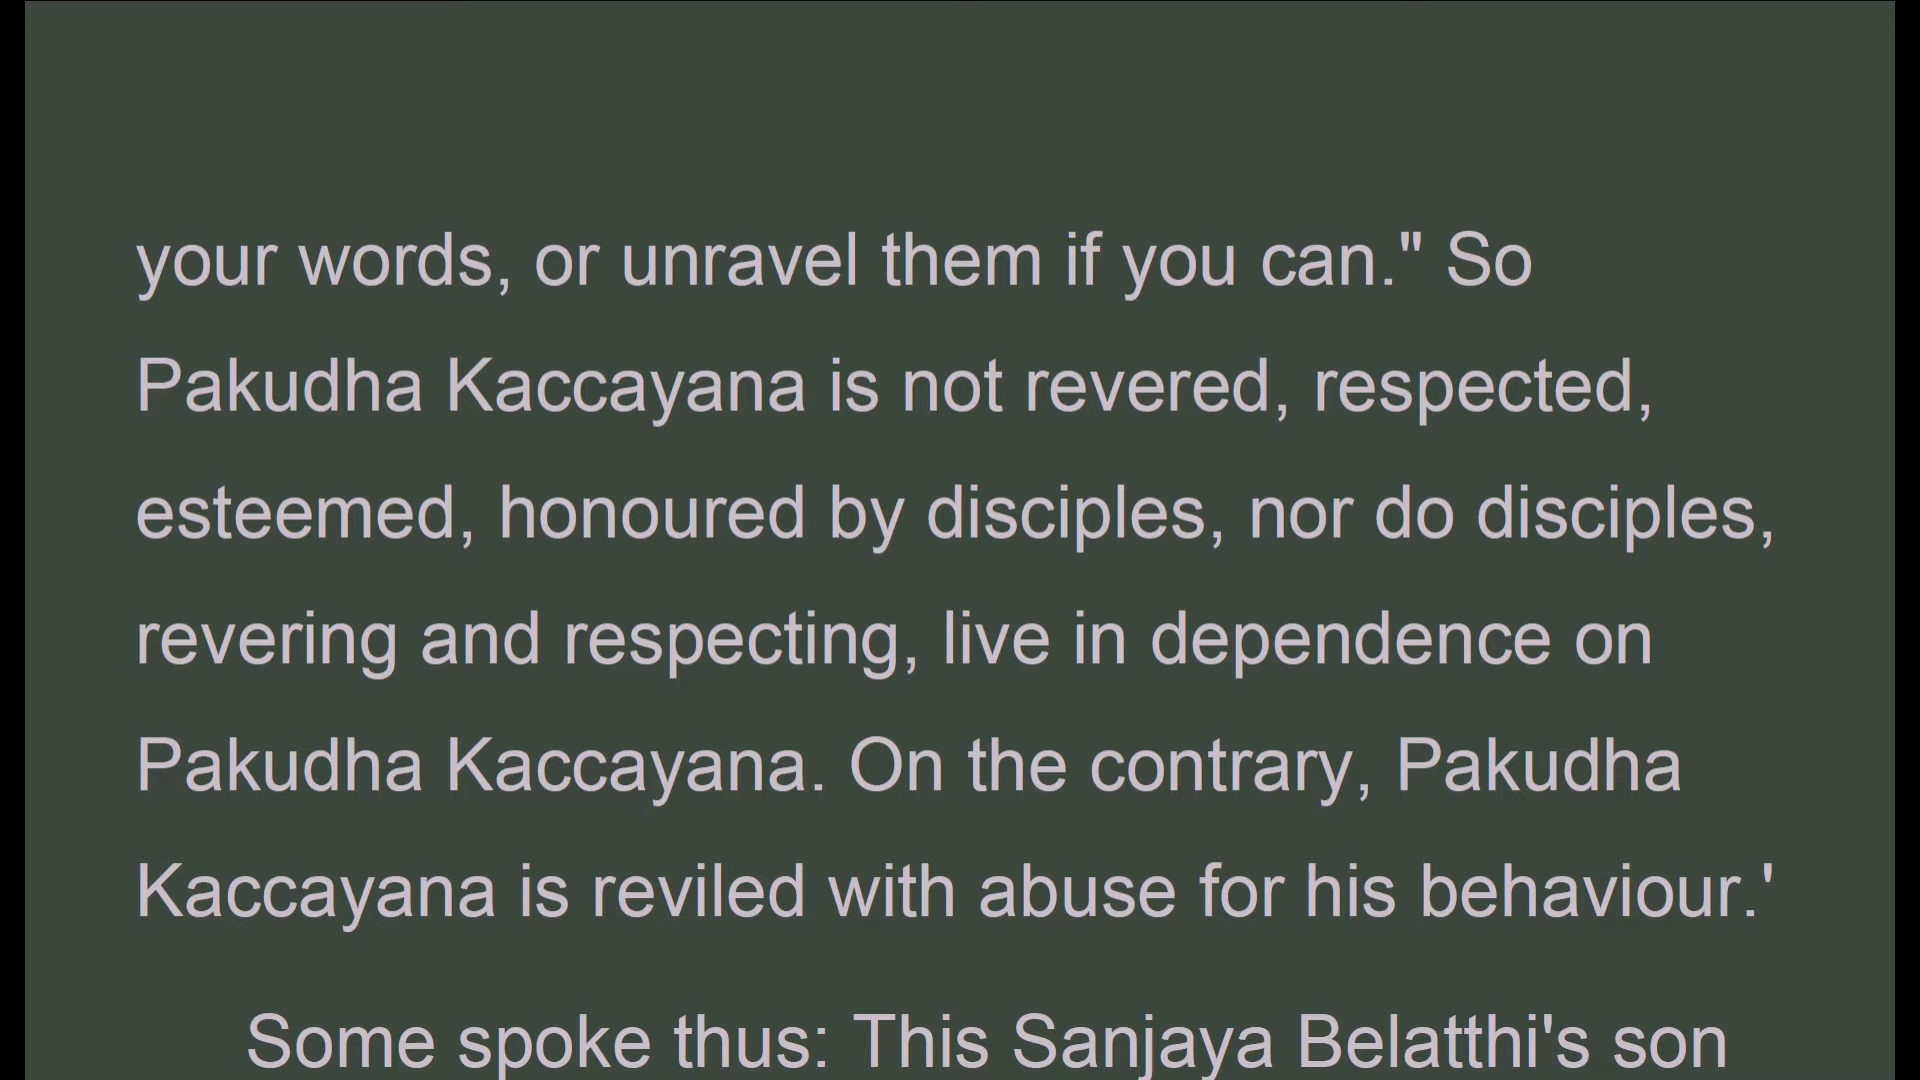 your words, or unravel them if you can." So
Pakudha Kaccayana is not revered, respected,
esteemed, honoured by disciples, nor do disciples,
revering and respecting, live in dependence on
Pakudha Kaccayana. On the contrary, Pakudha
Kaccayana is reviled with abuse for his behaviour.'
Some spoke thus: This Sanjaya Belatthi's son